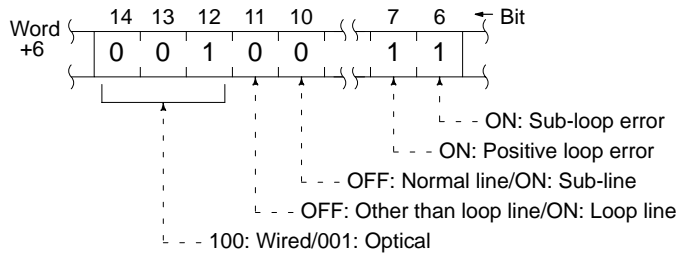 14 13 12 11 10 7 6 Bit
Word +6
0 0 1 0 0 1 1
ON: Sub-loop error
ON: Positive loop error
OFF: Normal line/ON: Sub-line
OFF: Other than loop line/ON: Loop line
100: Wired/001: Optical